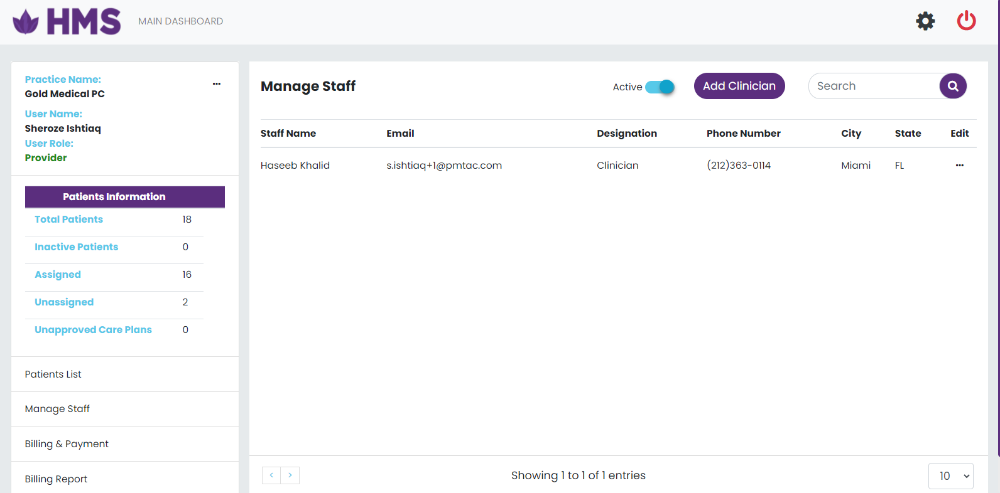 HMS MAIN DASHBOARD
Practice Name:
...
Gold Medical PC
User Name:
Sheroze Ishtiaq
User Role:
Provider
Patients Information
Total Patients 18
Inactive Patients 0
Assigned 16
Unassigned 2
Unapproved Care Plans 0
Patients List
Manage Staff
Billing & Payment
Billing Report
Manage Staff Active Add Clinician Search
Staff Name Email Designation Phone Number City State Edit
Haseeb Khalid s.ishtiaq+1@pmtac.com Clinician (212)363-0114 Miami FL ...
< > Showing 1 to 1 of 1 entries 10